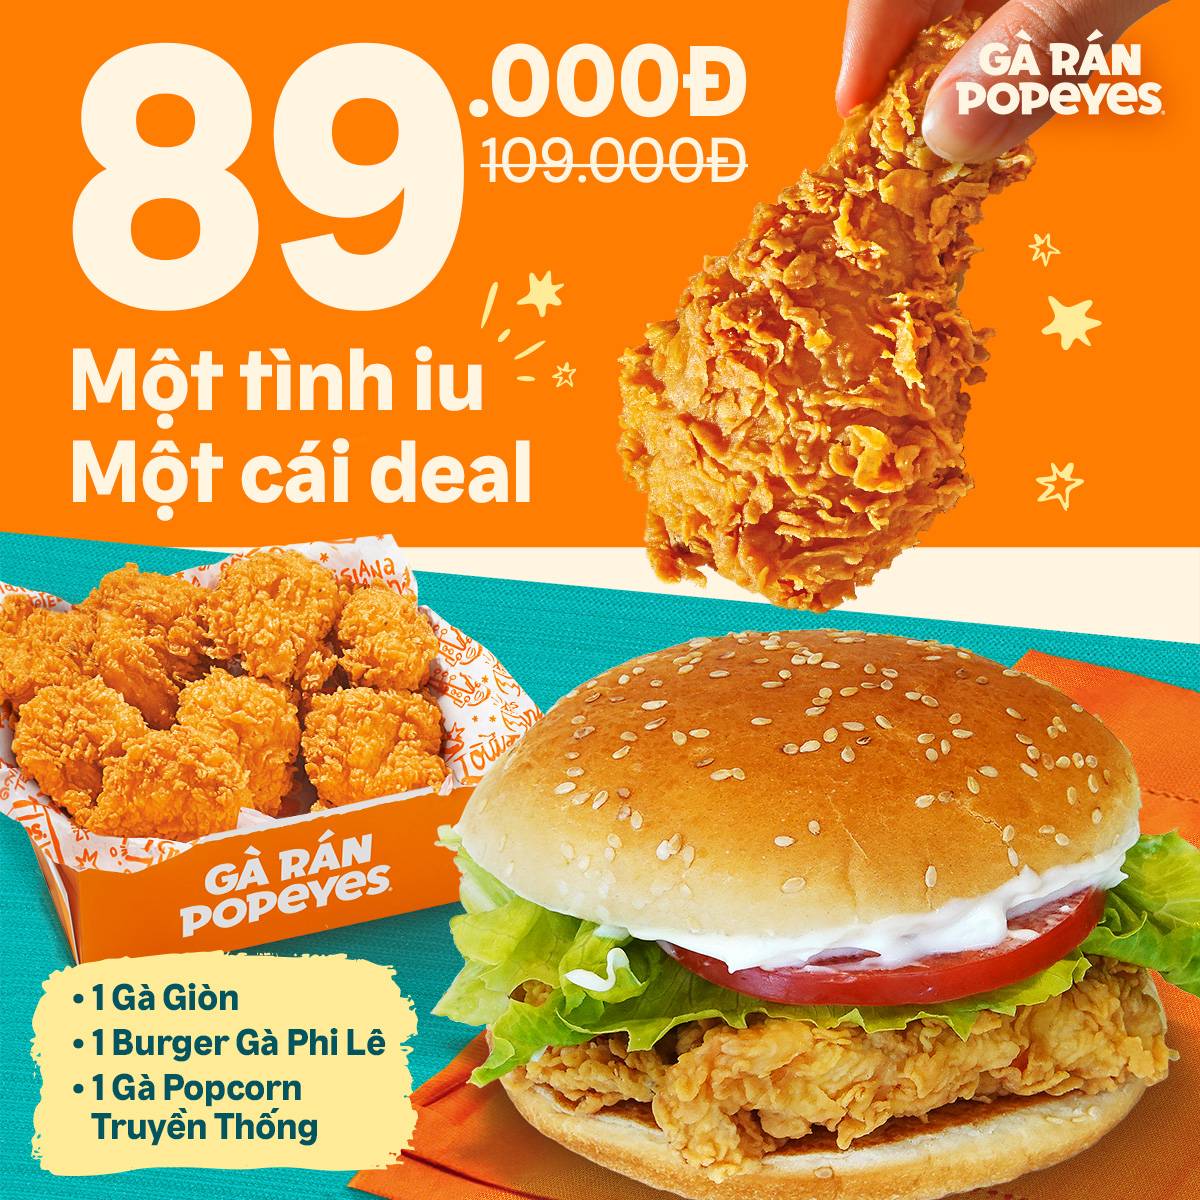 89.000Đ
109.000Đ
GÀ RÁN
POPEYES
Một tình iu
Một cái deal
GÀ RÁN
POPEYES
• 1 Gà Giòn
• 1 Burger Gà Phi Lê
• 1 Gà Popcorn
Truyền Thống